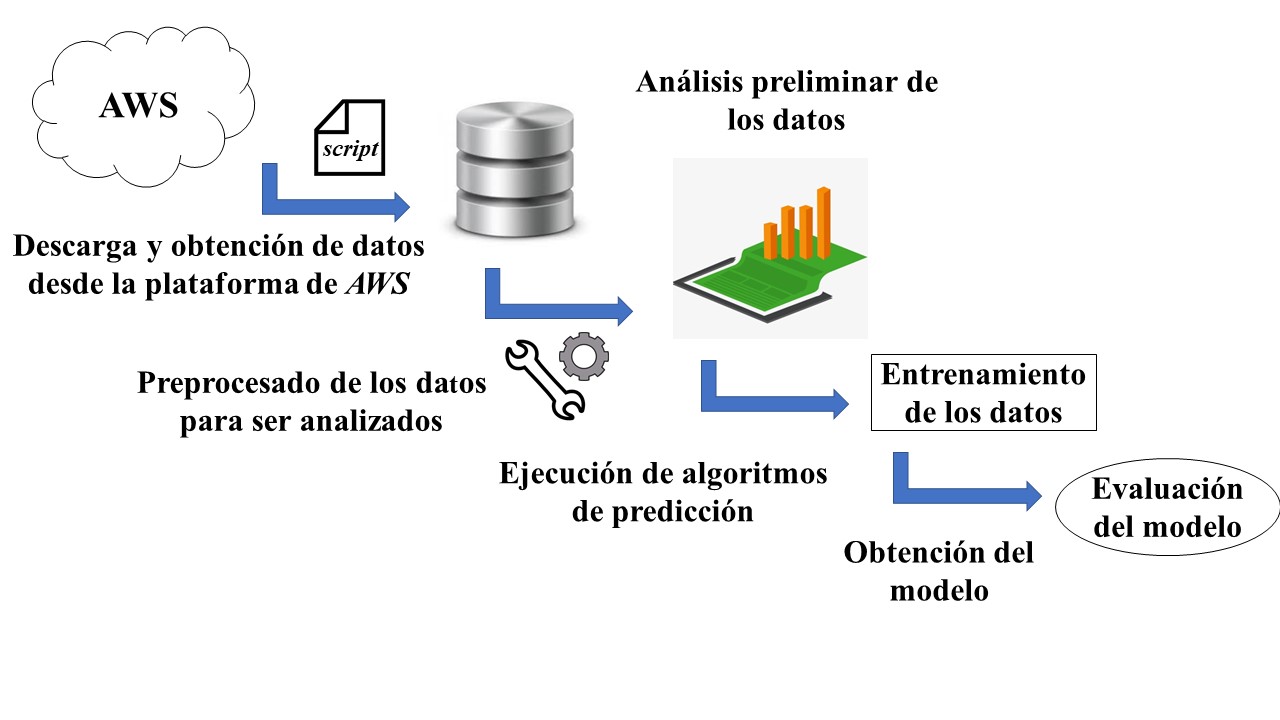 AWS
script
Descarga y obtención de datos
desde la plataforma de AWS
Análisis preliminar de
los datos
Preprocesado de los datos
para ser analizados
Entrenamiento
de los datos
Ejecución de algoritmos
de predicción
Evaluación
del modelo
Obtención del
modelo